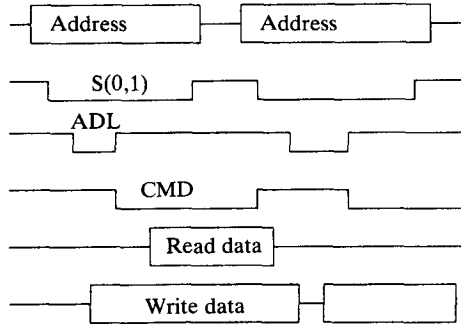 Address Address
S(0,1)
ADL
CMD
Read data
Write data